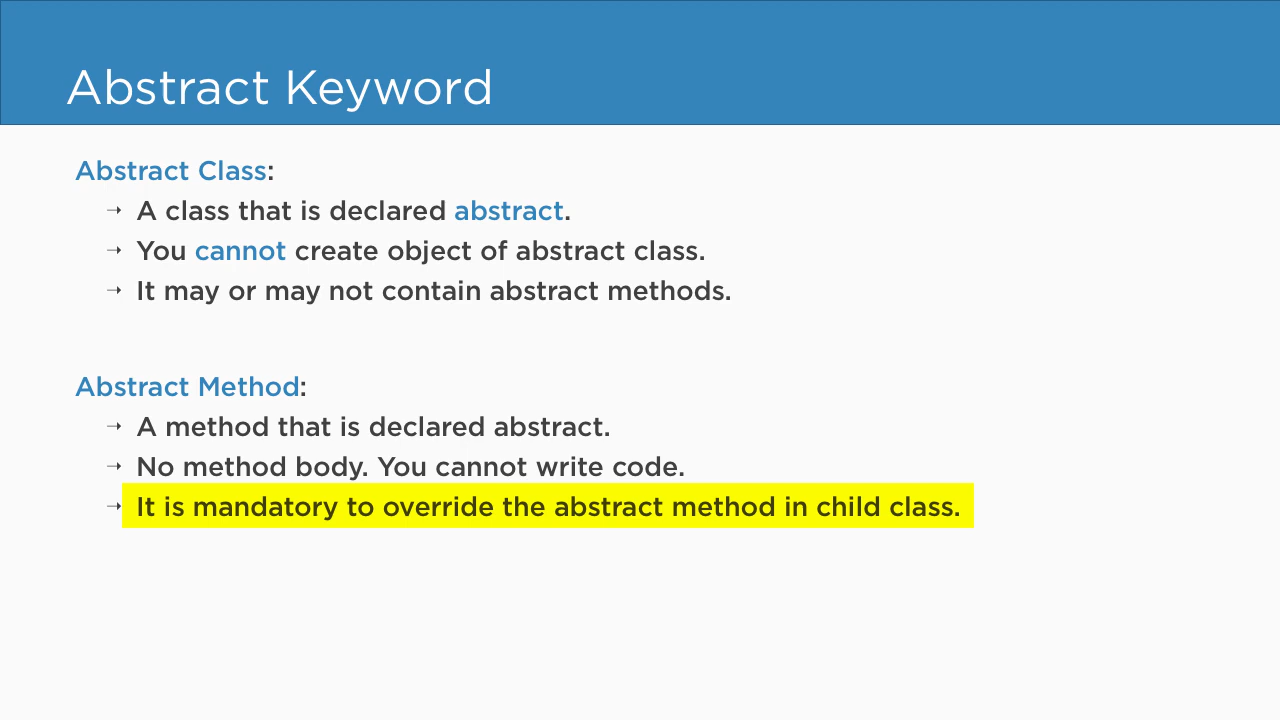 Abstract Keyword
Abstract Class:
→ A class that is declared abstract.
→ You cannot create object of abstract class.
→ It may or may not contain abstract methods.
Abstract Method:
→ A method that is declared abstract.
→ No method body. You cannot write code.
→ It is mandatory to override the abstract method in child class.